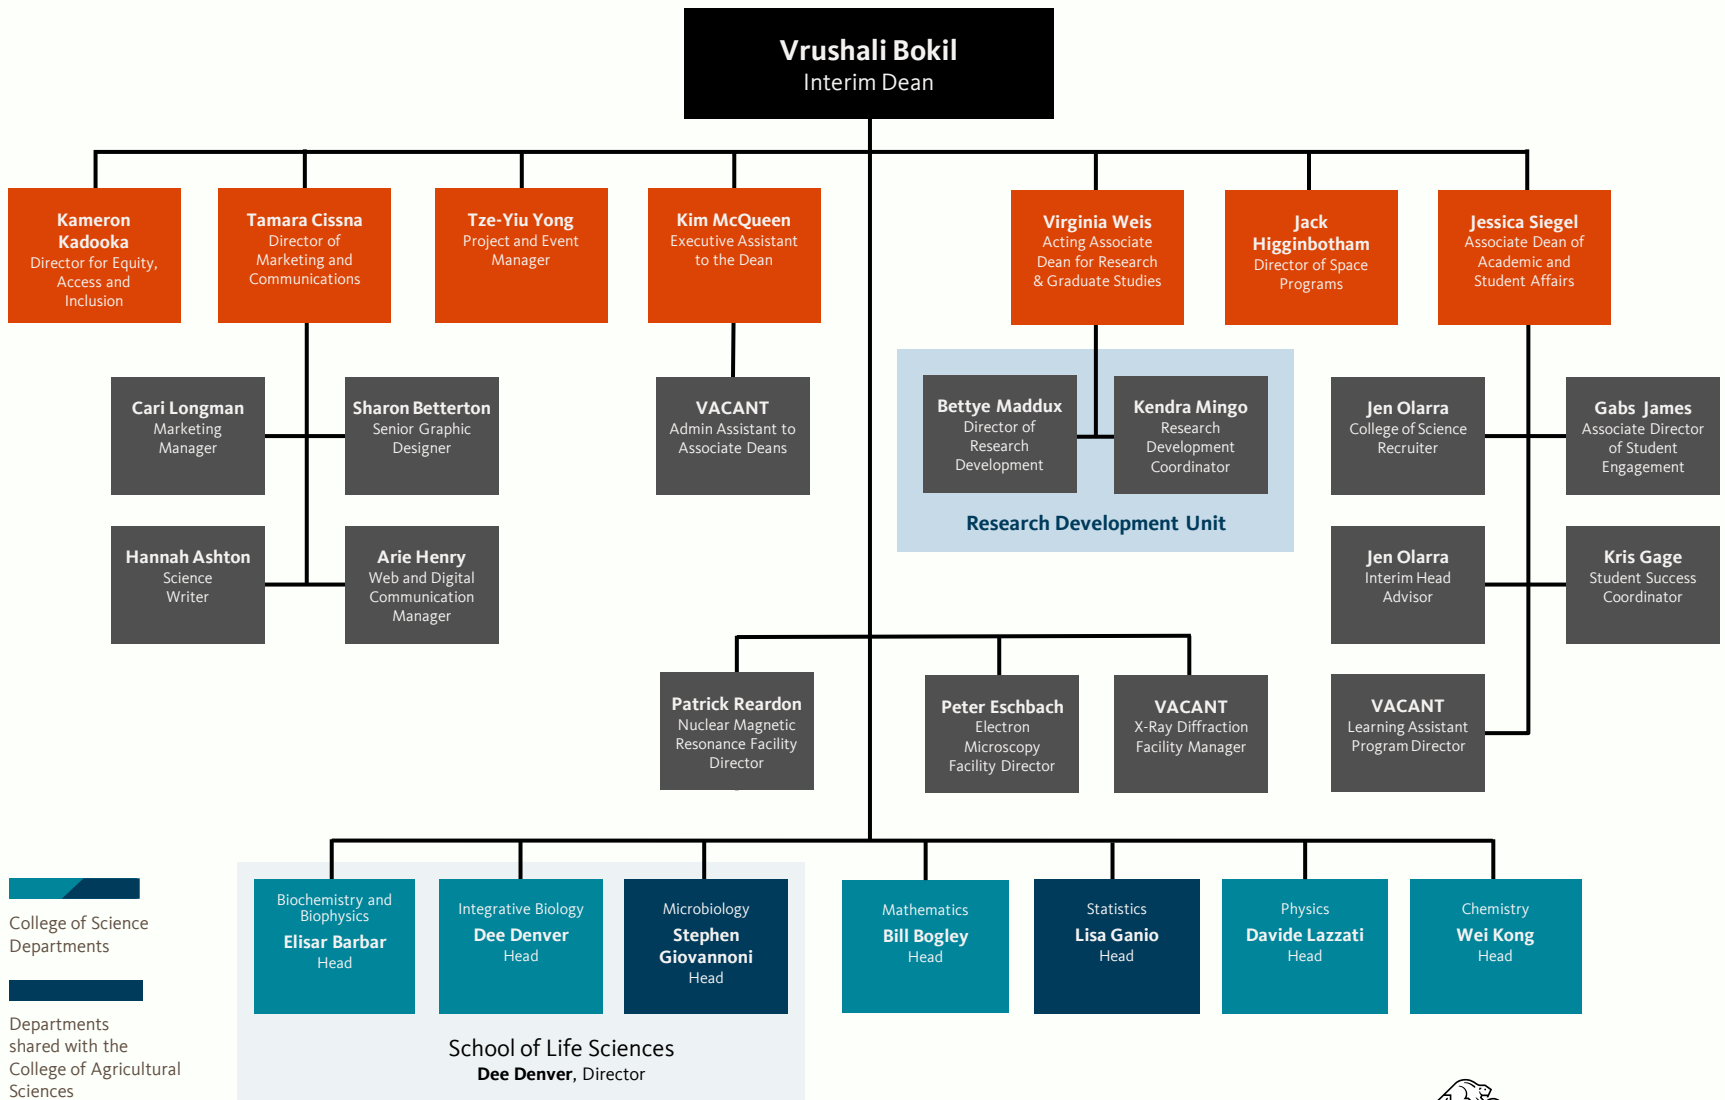 Vrushali Bokil
Interim Dean
Kameron
Kadooka
Director for Equity,
Access and
Inclusion
Tamara Cissna
Director of
Marketing and
Communications
Tze-Yiu Yong
Project and Event
Manager
Kim McQueen
Executive Assistant
to the Dean
Virginia Weis
Acting Associate
Dean for Research
& Graduate Studies
Jack
Higginbotham
Director of Space
Programs
Jessica Siegel
Associate Dean of
Academic and
Student Affairs
Cari Longman
Marketing
Manager
Sharon Betterton
Senior Graphic
Designer
VACANT
Admin Assistant to
Associate Deans
Bettye Maddux
Director of
Research
Development
Kendra Mingo
Research
Development
Coordinator
Research Development Unit
Jen Olarra
College of Science
Recruiter
Gabs James
Associate Director
of Student
Engagement
Hannah Ashton
Science
Writer
Arie Henry
Web and Digital
Communication
Manager
Jen Olarra
Interim Head
Advisor
Kris Gage
Student Success
Coordinator
Patrick Reardon
Nuclear Magnetic
Resonance Facility
Director
Peter Eschbach
Electron
Microscopy
Facility Director
VACANT
X-Ray Diffraction
Facility Manager
VACANT
Learning Assistant
Program Director
College of Science
Departments
Departments
shared with the
College of Agricultural
Sciences
Biochemistry and
Biophysics
Elisar Barbar
Head
Integrative Biology
Dee Denver
Head
Microbiology
Stephen
Giovannoni
Head
Mathematics
Bill Bogley
Head
Statistics
Lisa Ganio
Head
Physics
Davide Lazzati
Head
Chemistry
Wei Kong
Head
School of Life Sciences
Dee Denver, Director